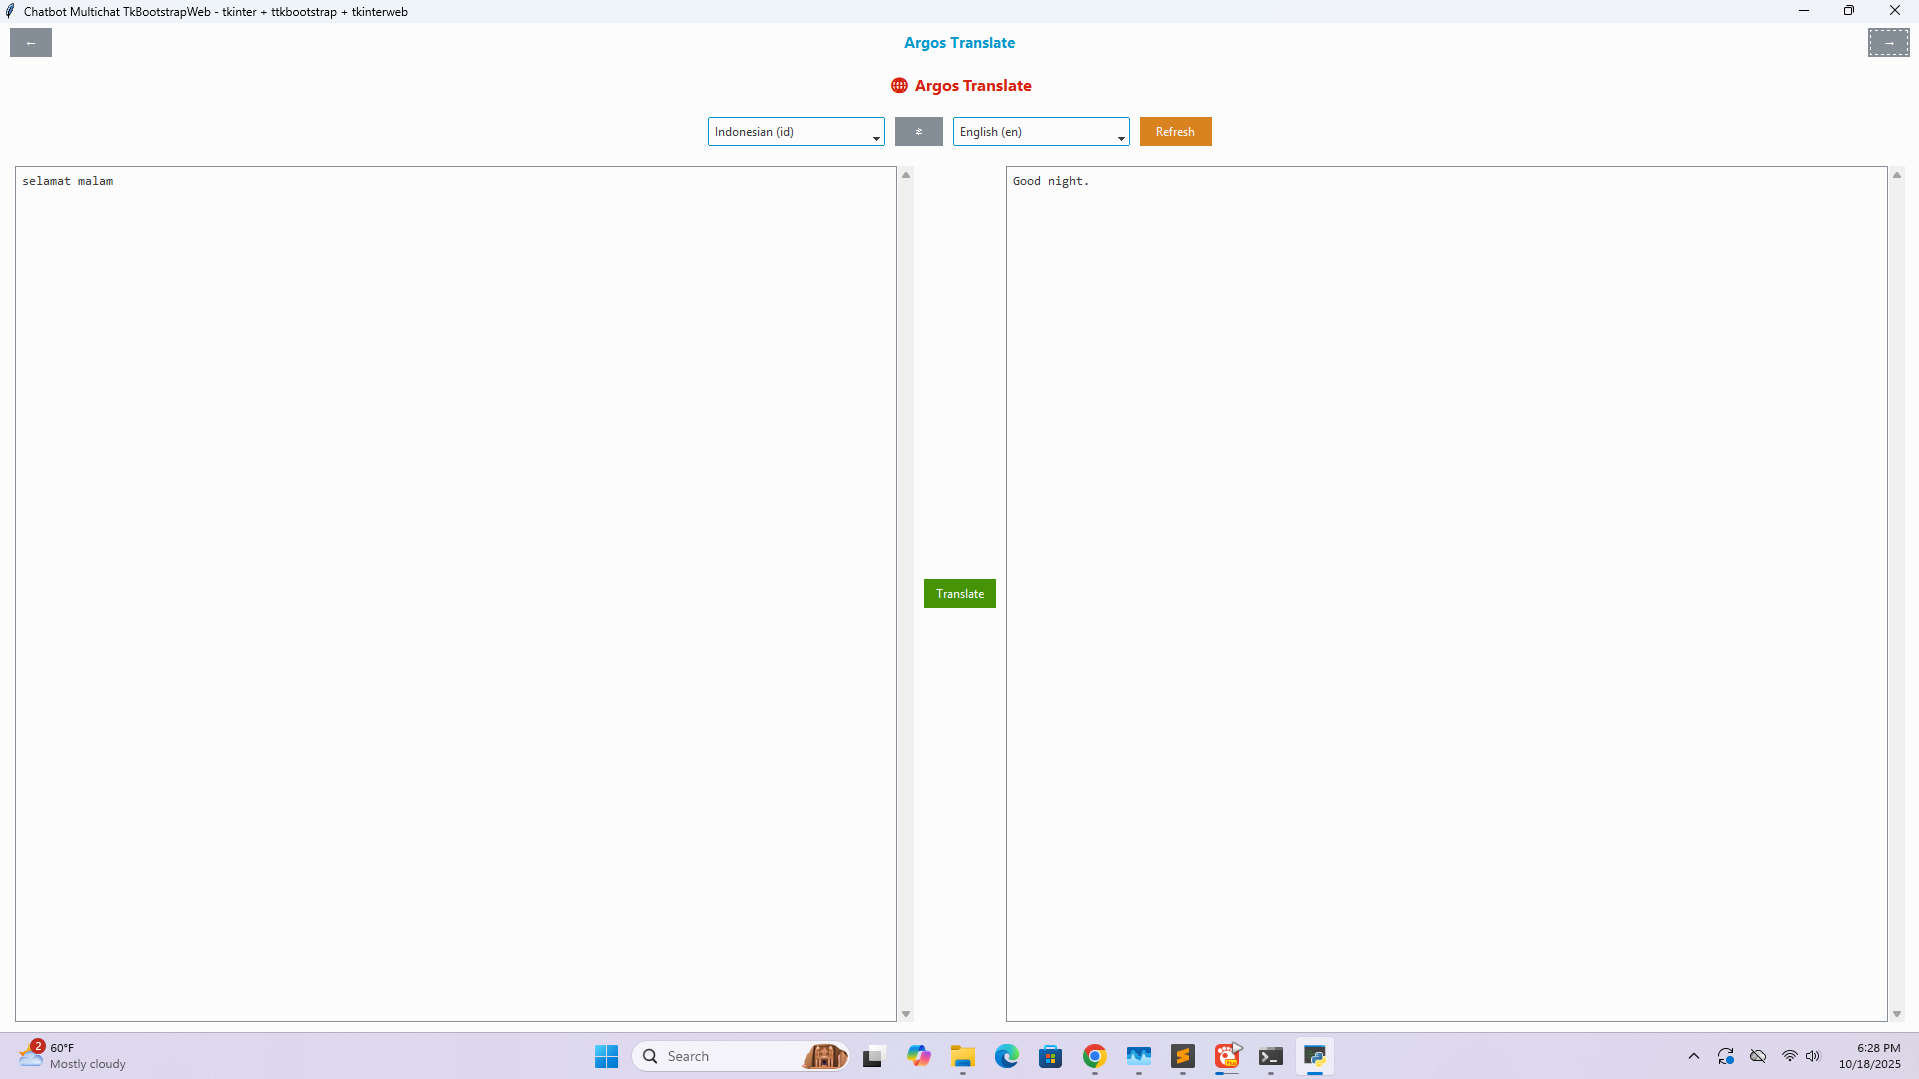 Chatbot Multichat TkBootstrapWeb - tkinter + ttkbootstrap + tkinterweb
← Argos Translate →
Argos Translate
Indonesian (id) English (en) Refresh
selamat malam
Good night.
Translate
2
60°F
Mostly cloudy
Search
6:28 PM
10/18/2025